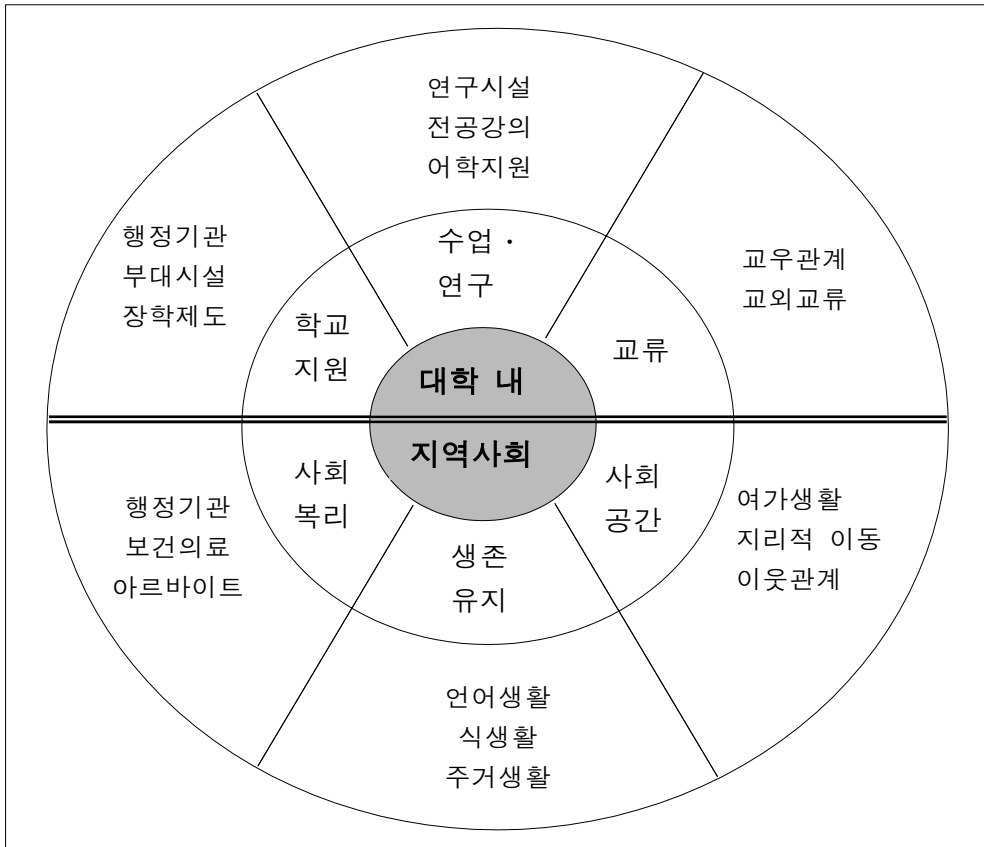 연구시설
전공강의
어학지원
행정기관
부대시설
장학제도
수업 ·
연구
교우관계
교외교류
학교
지원
교류
대학 내
지역사회
사회
복리
사회
공간
행정기관
보건의료
아르바이트
여가생활
지리적 이동
이웃관계
생존
유지
언어생활
식생활
주거생활